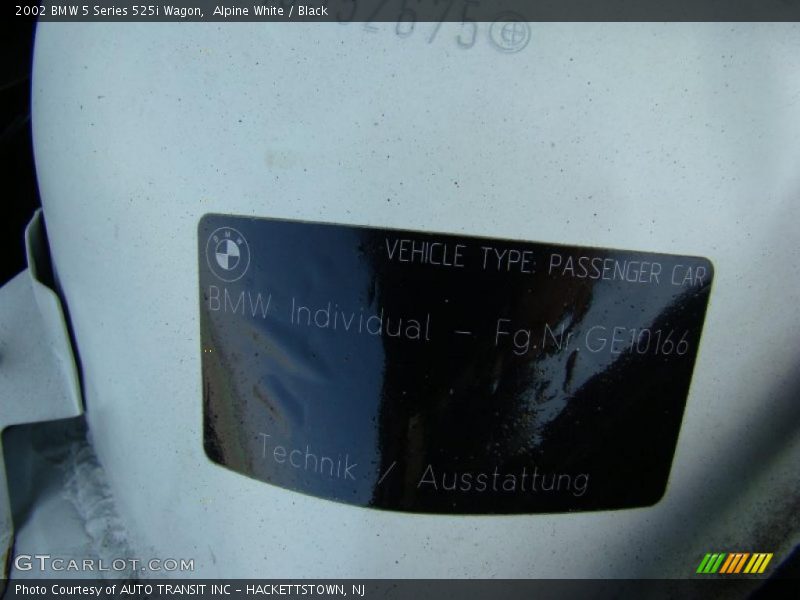 2002 BMW 5 Series 525i Wagon, Alpine White / Black
BMW
VEHICLE TYPE: PASSENGER CAR
BMW Individual - Fg.Nr.GE10166
Technik / Ausstattung
GTCARLOT.COM
Photo Courtesy of AUTO TRANSIT INC - HACKETTSTOWN, NJ